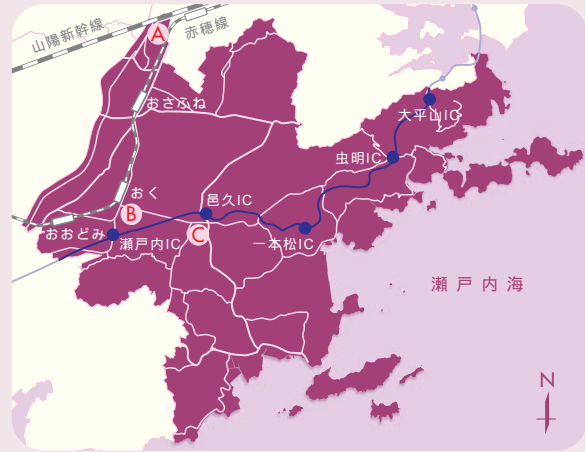 山陽新幹線
赤穂線
A
おさふね
大平山IC
虫明IC
おく
邑久IC
B
C
おおどみ
瀬戸内IC
一本松IC
瀬戸内海
N